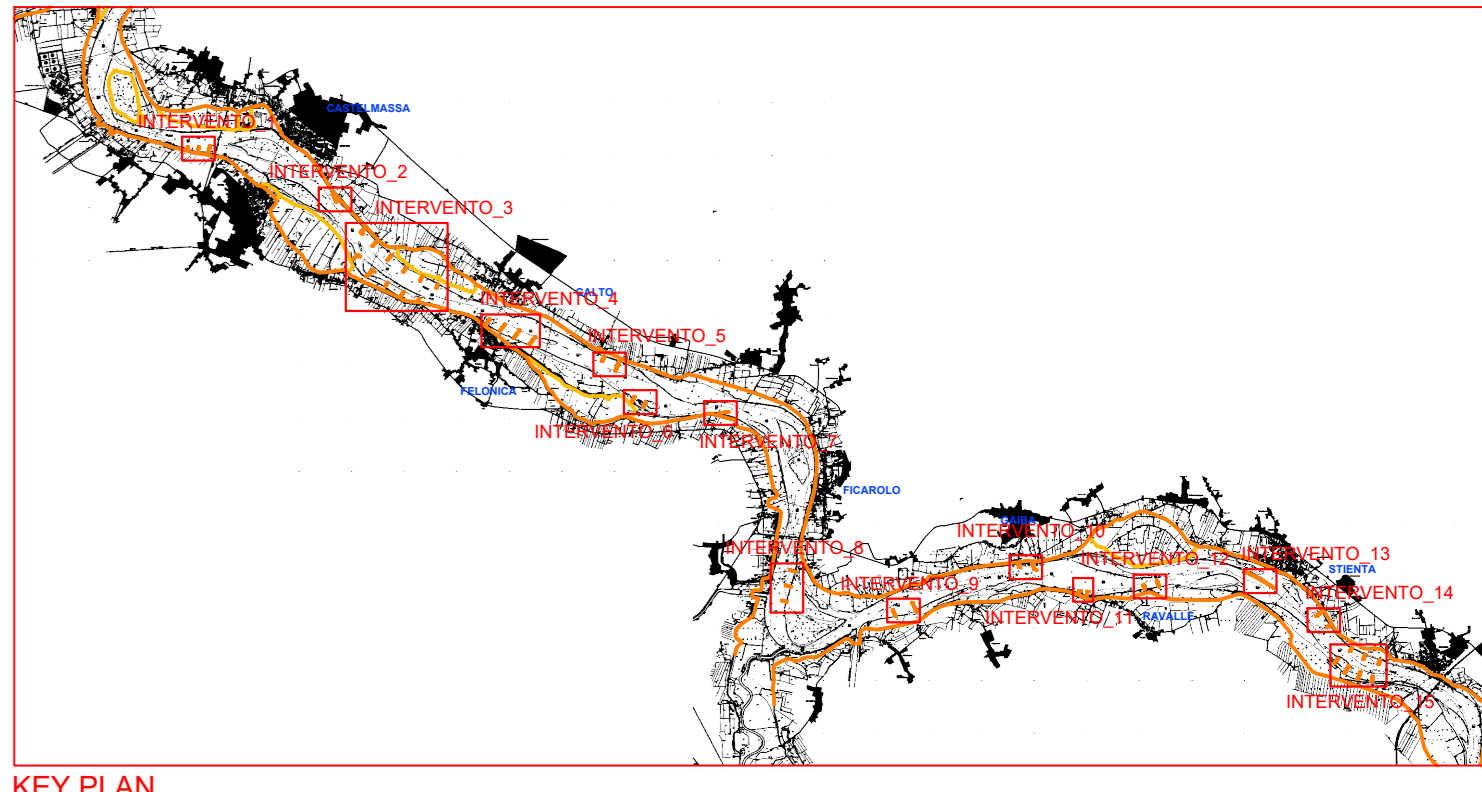 CASTELMASSA
INTERVENTO_1
INTERVENTO_2
INTERVENTO_3
CALTO
INTERVENTO_4
INTERVENTO_5
FELONICA
INTERVENTO_6
INTERVENTO_7
FICAROLO
GAIBA
INTERVENTO_10
INTERVENTO_8
INTERVENTO_12
INTERVENTO_13
STIENTA
INTERVENTO_9
INTERVENTO_14
INTERVENTO_11
RAVALLE
INTERVENTO_15
KEY PLAN